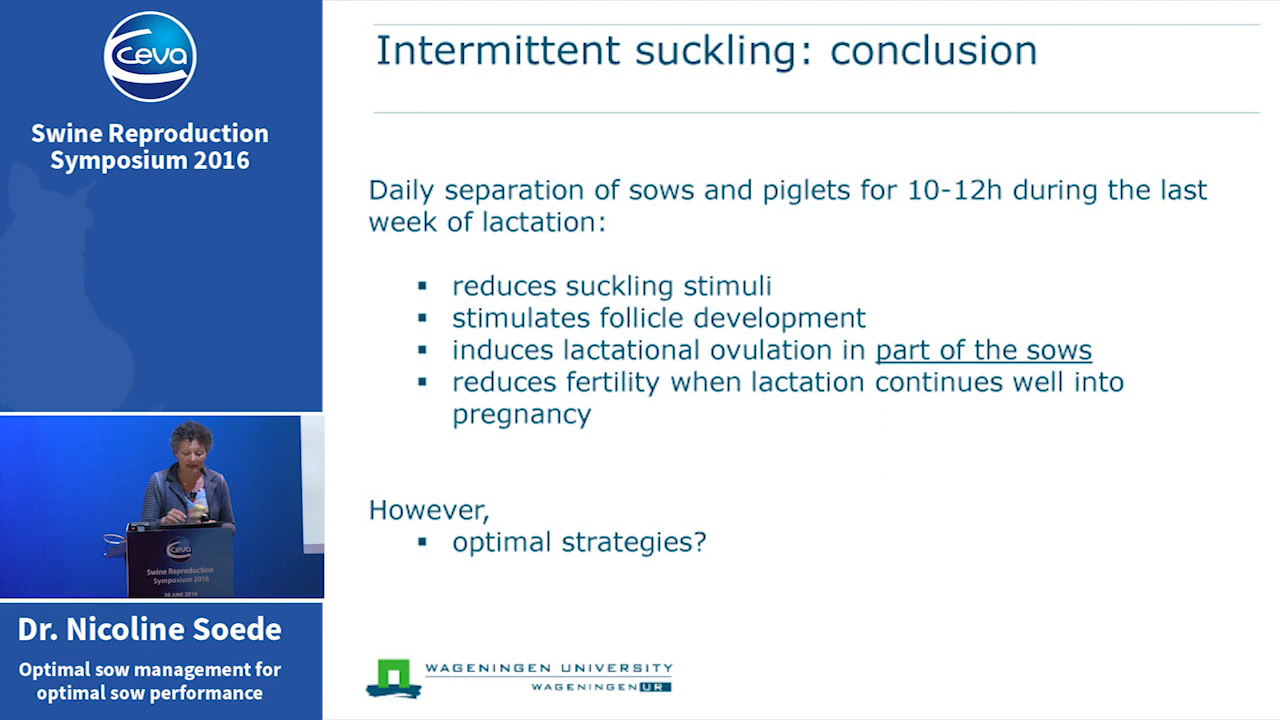 Ceva
Swine Reproduction
Symposium 2016
Intermittent suckling: conclusion
Daily separation of sows and piglets for 10-12h during the last
week of lactation:
▪ reduces suckling stimuli
▪ stimulates follicle development
▪ induces lactational ovulation in part of the sows
▪ reduces fertility when lactation continues well into
pregnancy
However,
▪ optimal strategies?
ceva
Swine Reproduction
Symposium 2016
30 JUNE 2016
Dr. Nicoline Soede
Optimal sow management for
optimal sow performance
WAGENINGEN UNIVERSITY
WAGENINGEN UR